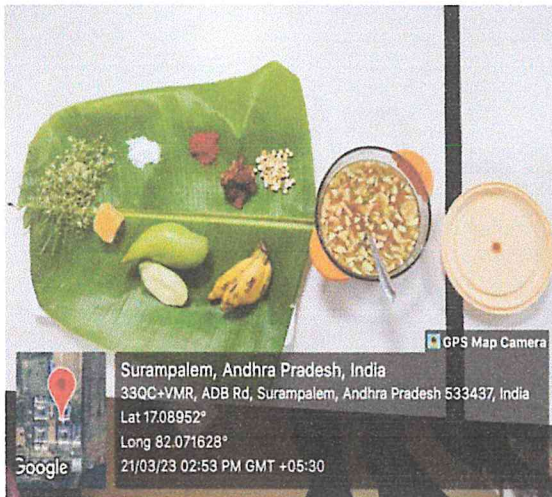 GPS Map Camera
Surampalem, Andhra Pradesh, India
33QC+VMR, ADB Rd, Surampalem, Andhra Pradesh 533437, India
Lat 17.08952°
Long 82.071628°
21/03/23 02:53 PM GMT +05:30
Google